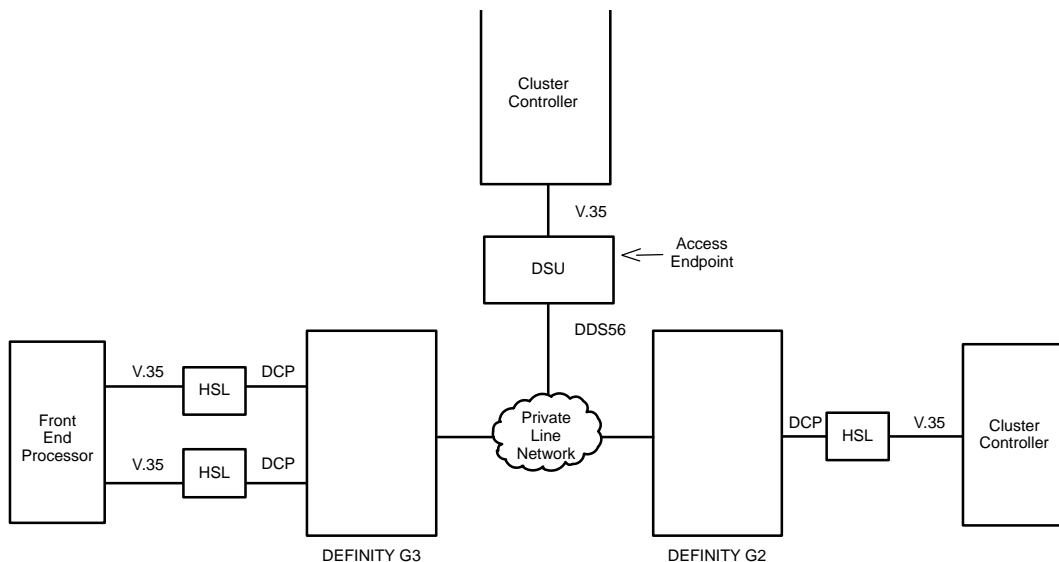 Cluster
Controller
V.35
DSU
Access
Endpoint
DDS56
Front
End
Processor
V.35
HSL
DCP
V.35
HSL
DCP
DEFINITY G3
Private
Line
Network
DEFINITY G2
DCP
HSL
V.35
Cluster
Controller